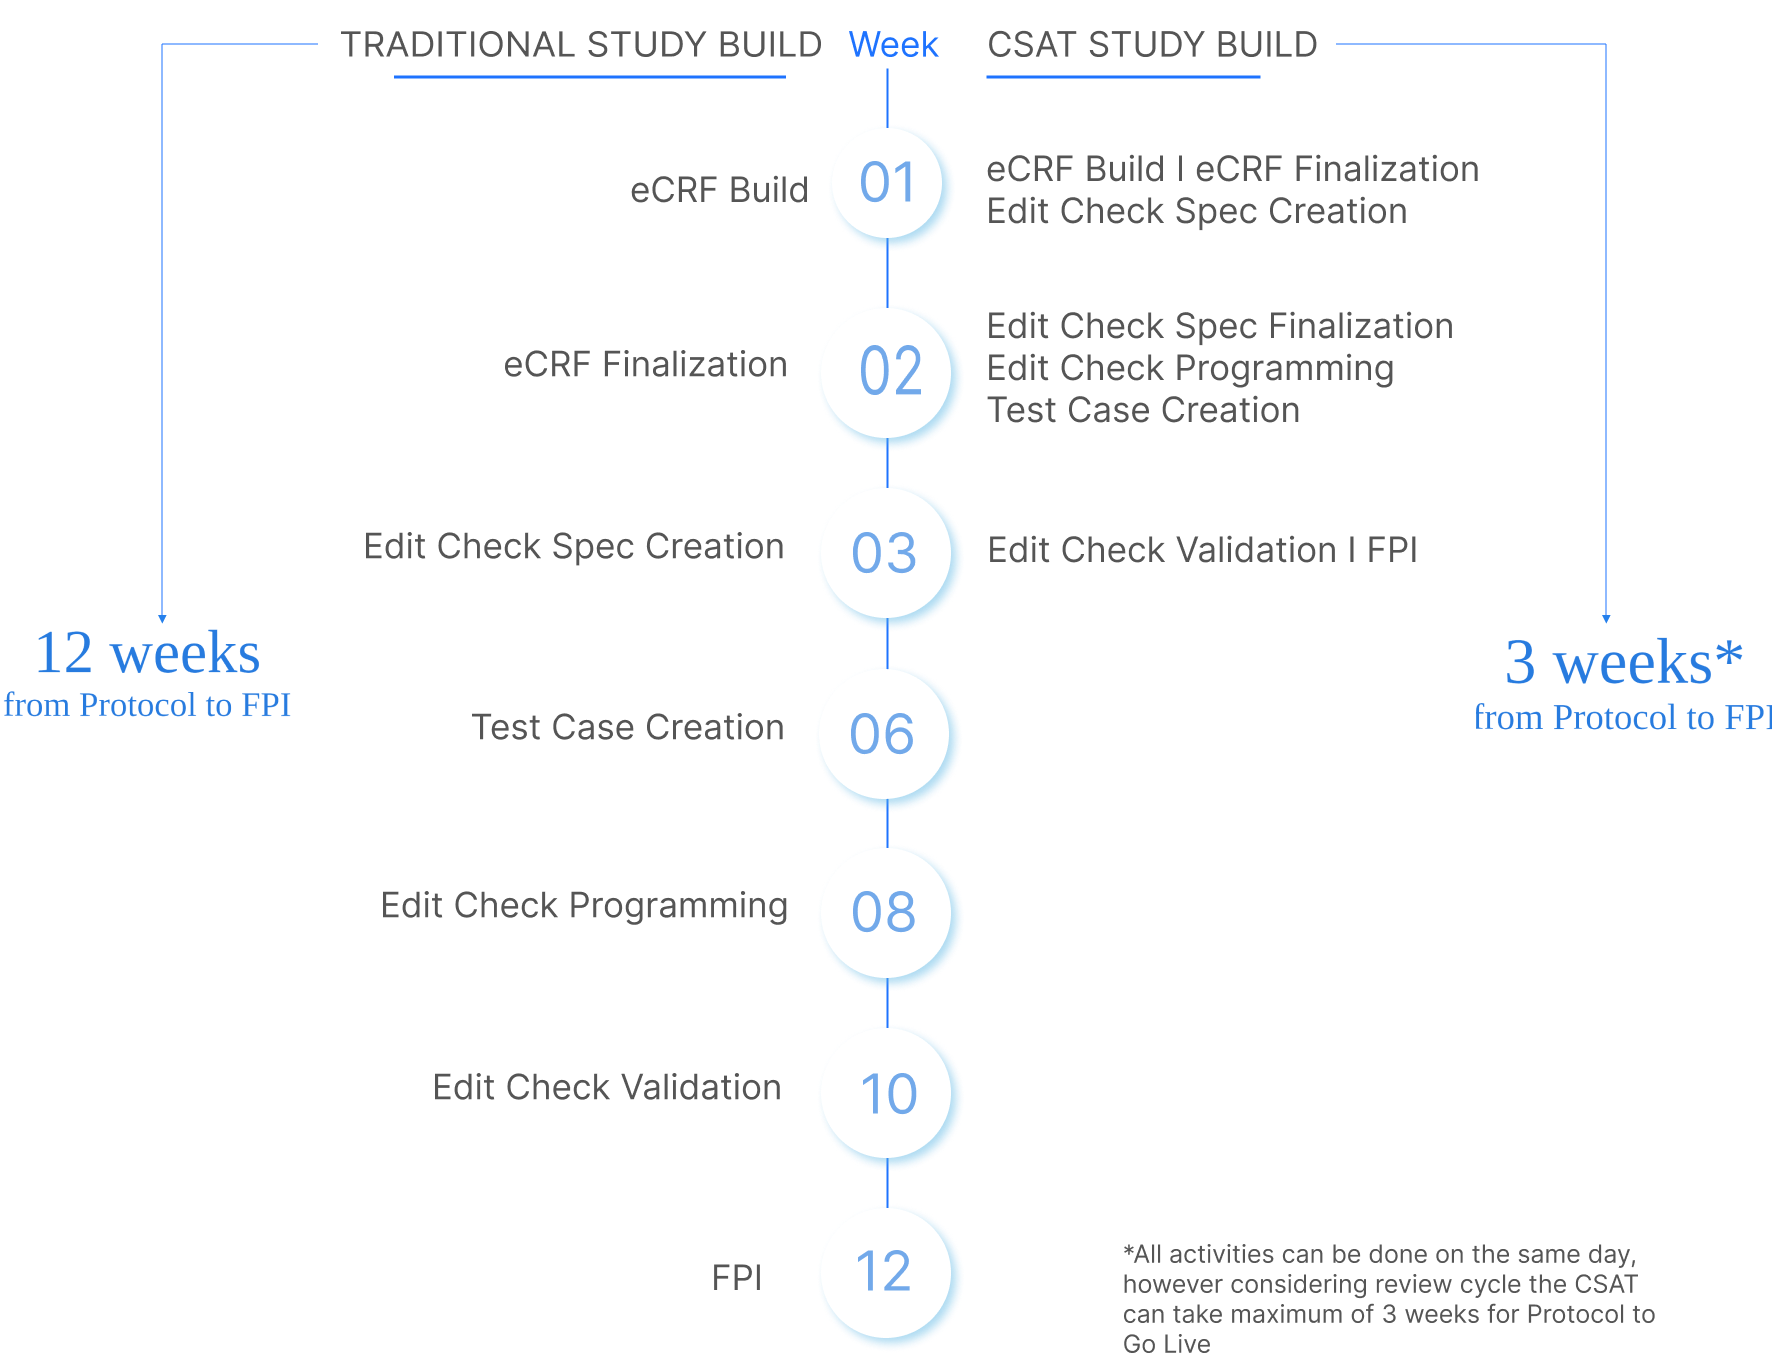 TRADITIONAL STUDY BUILD
Week
CSAT STUDY BUILD
eCRF Build
01
eCRF Build I eCRF Finalization
Edit Check Spec Creation
eCRF Finalization
02
Edit Check Spec Finalization
Edit Check Programming
Test Case Creation
Edit Check Spec Creation
03
Edit Check Validation I FPI
12 weeks
from Protocol to FPI
3 weeks*
from Protocol to FPI
Test Case Creation
06
Edit Check Programming
08
Edit Check Validation
10
FPI
12
*All activities can be done on the same day,
however considering review cycle the CSAT
can take maximum of 3 weeks for Protocol to
Go Live